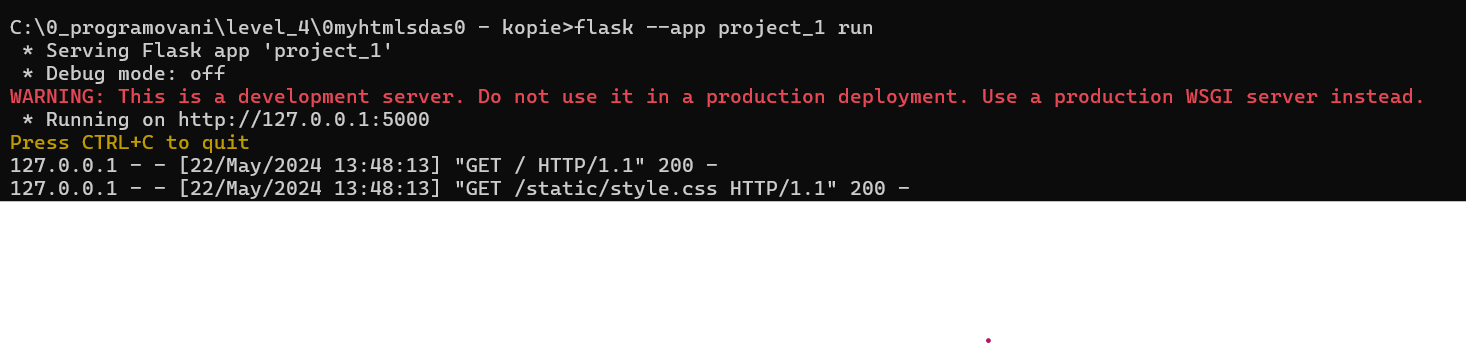 C:\0_programovani\level_4\0myhtmlsdas0 - kopie>flask --app project_1 run
 * Serving Flask app 'project_1'
 * Debug mode: off
WARNING: This is a development server. Do not use it in a production deployment. Use a production WSGI server instead.
 * Running on http://127.0.0.1:5000
Press CTRL+C to quit
127.0.0.1 - - [22/May/2024 13:48:13] "GET / HTTP/1.1" 200 -
127.0.0.1 - - [22/May/2024 13:48:13] "GET /static/style.css HTTP/1.1" 200 -